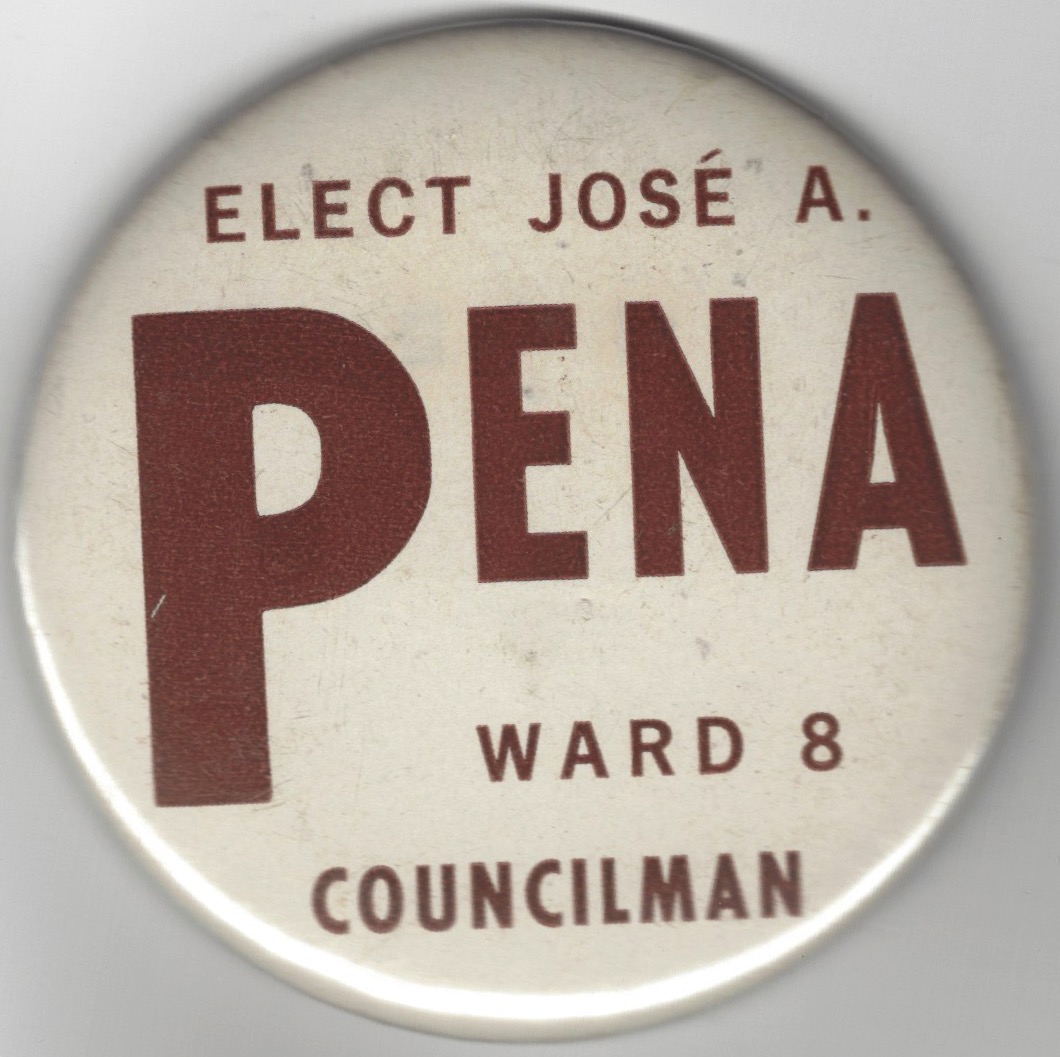 ELECT JOSÉ A.
PENA
WARD 8
COUNCILMAN